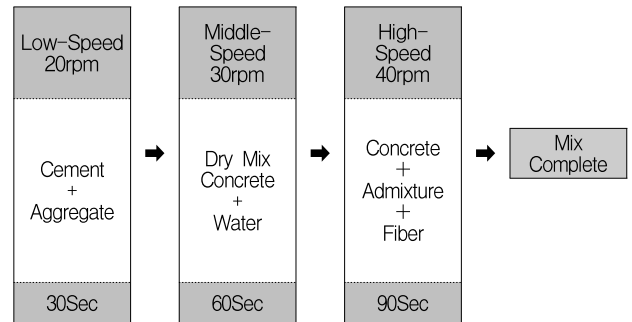 Low-Speed
20rpm
Cement
+
Aggregate
30Sec
Middle-
Speed
30rpm
Dry Mix
Concrete
+
Water
60Sec
High-
Speed
40rpm
Concrete
+
Admixture
+
Fiber
90Sec
Mix
Complete